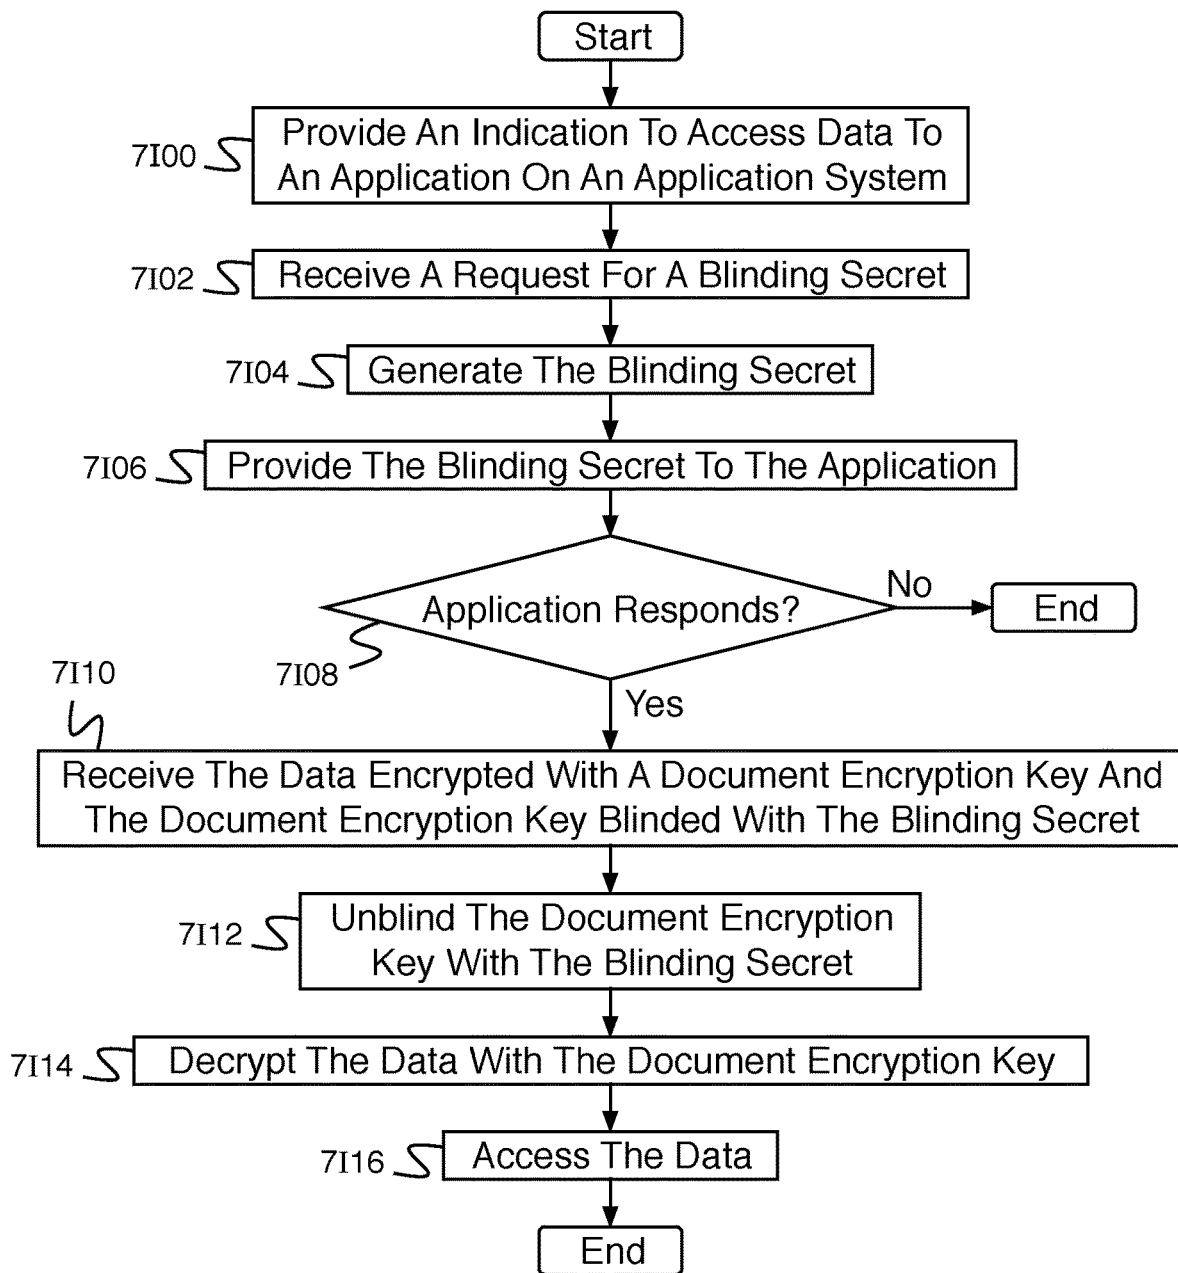 Start
7I00
Provide An Indication To Access Data To
An Application On An Application System
7I02
Receive A Request For A Blinding Secret
7I04
Generate The Blinding Secret
7I06
Provide The Blinding Secret To The Application
Application Responds?
No
End
7I08
Yes
7I10
Receive The Data Encrypted With A Document Encryption Key And
The Document Encryption Key Blinded With The Blinding Secret
7I12
Unblind The Document Encryption
Key With The Blinding Secret
7I14
Decrypt The Data With The Document Encryption Key
7I16
Access The Data
End